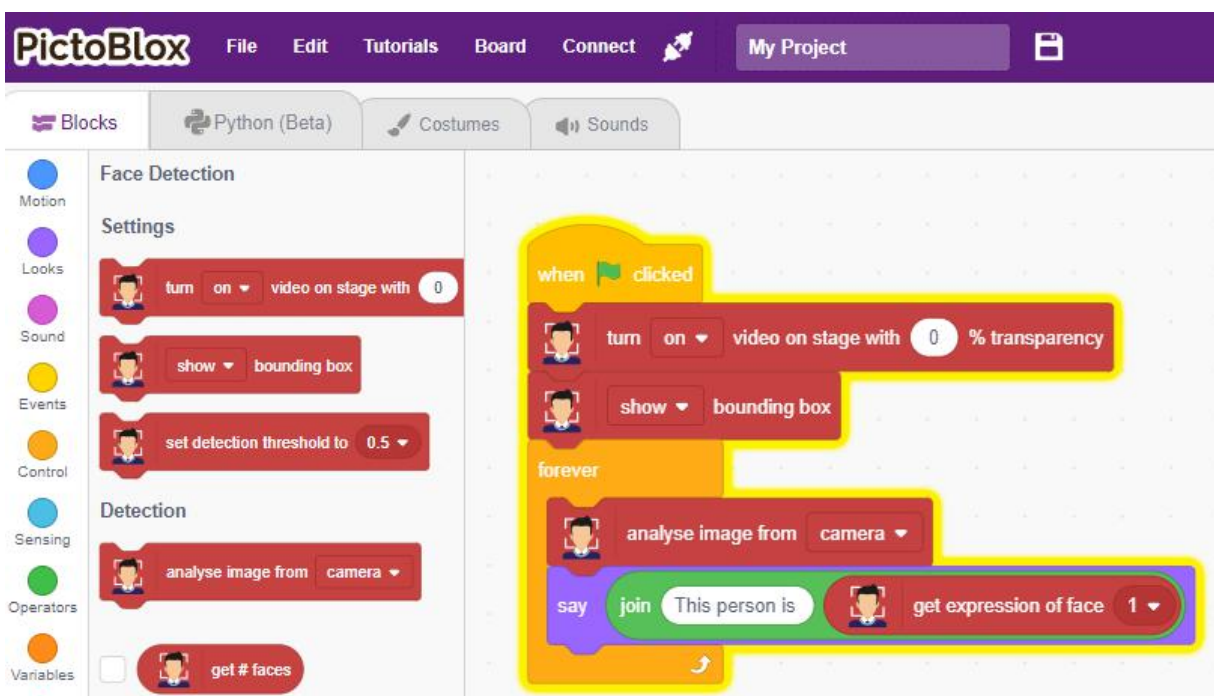 PictoBlox File Edit Tutorials Board Connect My Project
Blocks Python (Beta) Costumes Sounds
Motion
Looks
Sound
Events
Control
Sensing
Operators
Variables
Face Detection
Settings
turn on video on stage with 0
show bounding box
set detection threshold to 0.5
Detection
analyse image from camera
get # faces
when clicked
turn on video on stage with 0 % transparency
show bounding box
forever
analyse image from camera
say join This person is get expression of face 1